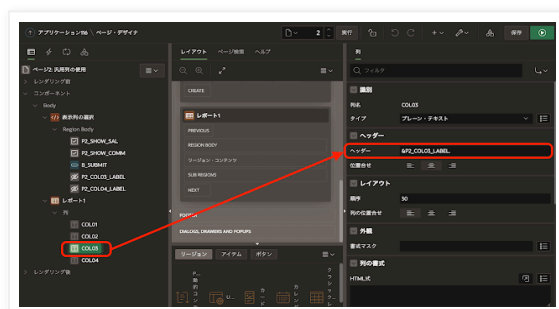 アプリケーション116 \ ページ・デザイナ
2
実行
保存
ページ2: 汎用列の使用
レンダリング前
コンポーネント
Body
表示列の選択
Region Body
P2_SHOW_SAL
P2_SHOW_COMM
B_SUBMIT
P2_COL03_LABEL
P2_COL04_LABEL
レポート1
列
COL01
COL02
COL03
COL04
レンダリング後
レイアウト
ページ検索
ヘルプ
CREATE
レポート1
PREVIOUS
REGION BODY
リージョン・コンテンツ
SUB REGIONS
NEXT
FOOTER
DIALOGS, DRAWERS AND POPUPS
リージョン
アイテム
ボタン
列
フィルタ
識別
列名
COL03
タイプ
プレーン・テキスト
ヘッダー
ヘッダー
&P2_COL03_LABEL.
位置合せ
レイアウト
順序
30
列の位置合せ
外観
書式マスク
列の書式
HTML式